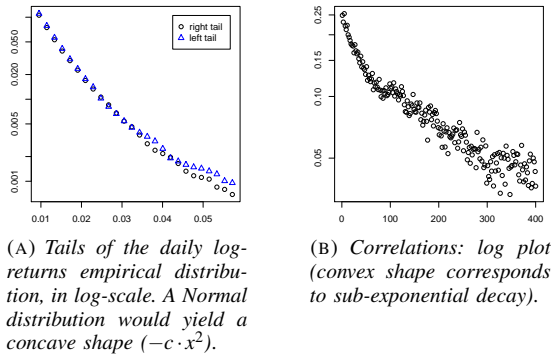 0.050
0.020
0.005
0.001
0.01
0.02
0.03
0.04
0.05
right tail
left tail
0.25
0.15
0.10
0.05
0
100
200
300
400
(A) Tails of the daily log-
returns empirical distribu-
tion, in log-scale. A Normal
distribution would yield a
concave shape (−c · x²).
(B) Correlations: log plot
(convex shape corresponds
to sub-exponential decay).